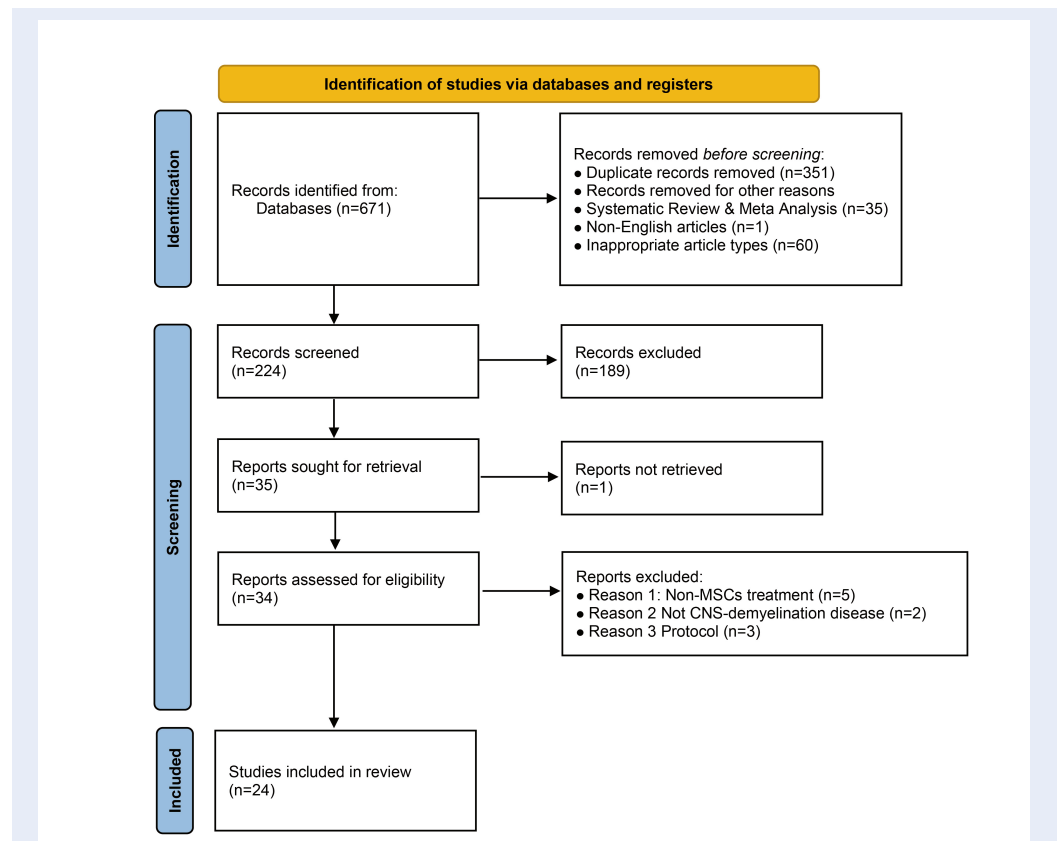 Identification of studies via databases and registers
Identification
Records identified from:
Databases (n=671)
Records removed before screening:
● Duplicate records removed (n=351)
● Records removed for other reasons
● Systematic Review & Meta Analysis (n=35)
● Non-English articles (n=1)
● Inappropriate article types (n=60)
Screening
Records screened
(n=224)
Records excluded
(n=189)
Reports sought for retrieval
(n=35)
Reports not retrieved
(n=1)
Reports assessed for eligibility
(n=34)
Reports excluded:
● Reason 1: Non-MSCs treatment (n=5)
● Reason 2 Not CNS-demyelination disease (n=2)
● Reason 3 Protocol (n=3)
Included
Studies included in review
(n=24)